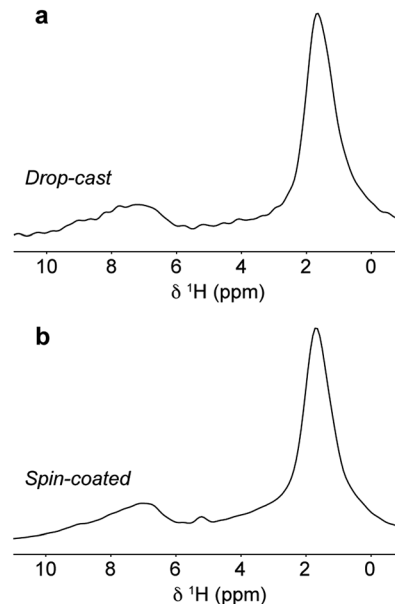 a
Drop-cast
10 8 6 4 2 0
δ ¹H (ppm)
b
Spin-coated
10 8 6 4 2 0
δ ¹H (ppm)